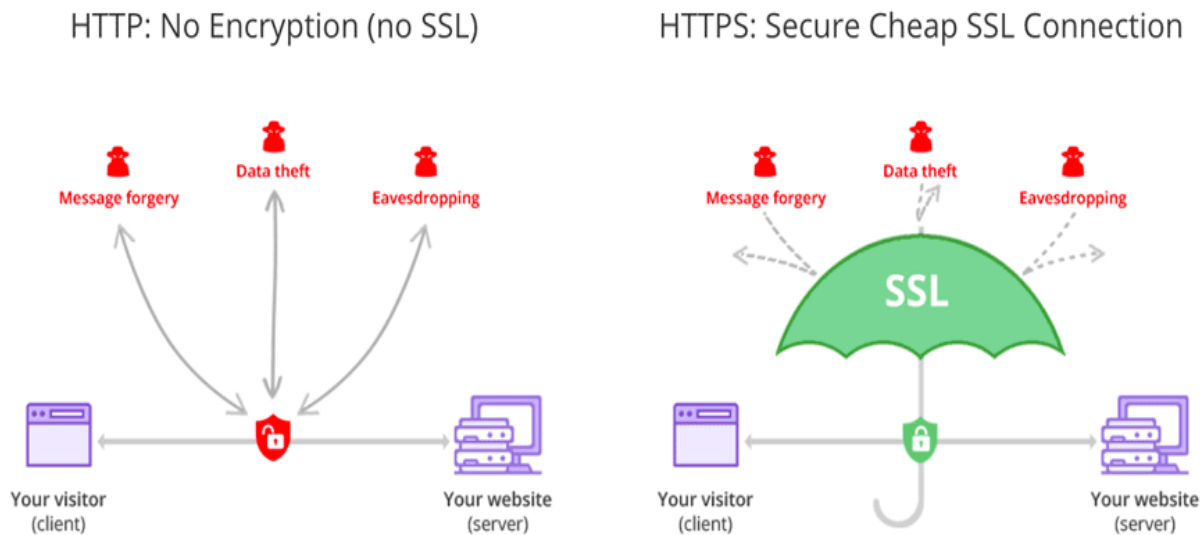 HTTP: No Encryption (no SSL)
Message forgery
Data theft
Eavesdropping
Your visitor
(client)
Your website
(server)
HTTPS: Secure Cheap SSL Connection
Message forgery
Data theft
Eavesdropping
SSL
Your visitor
(client)
Your website
(server)